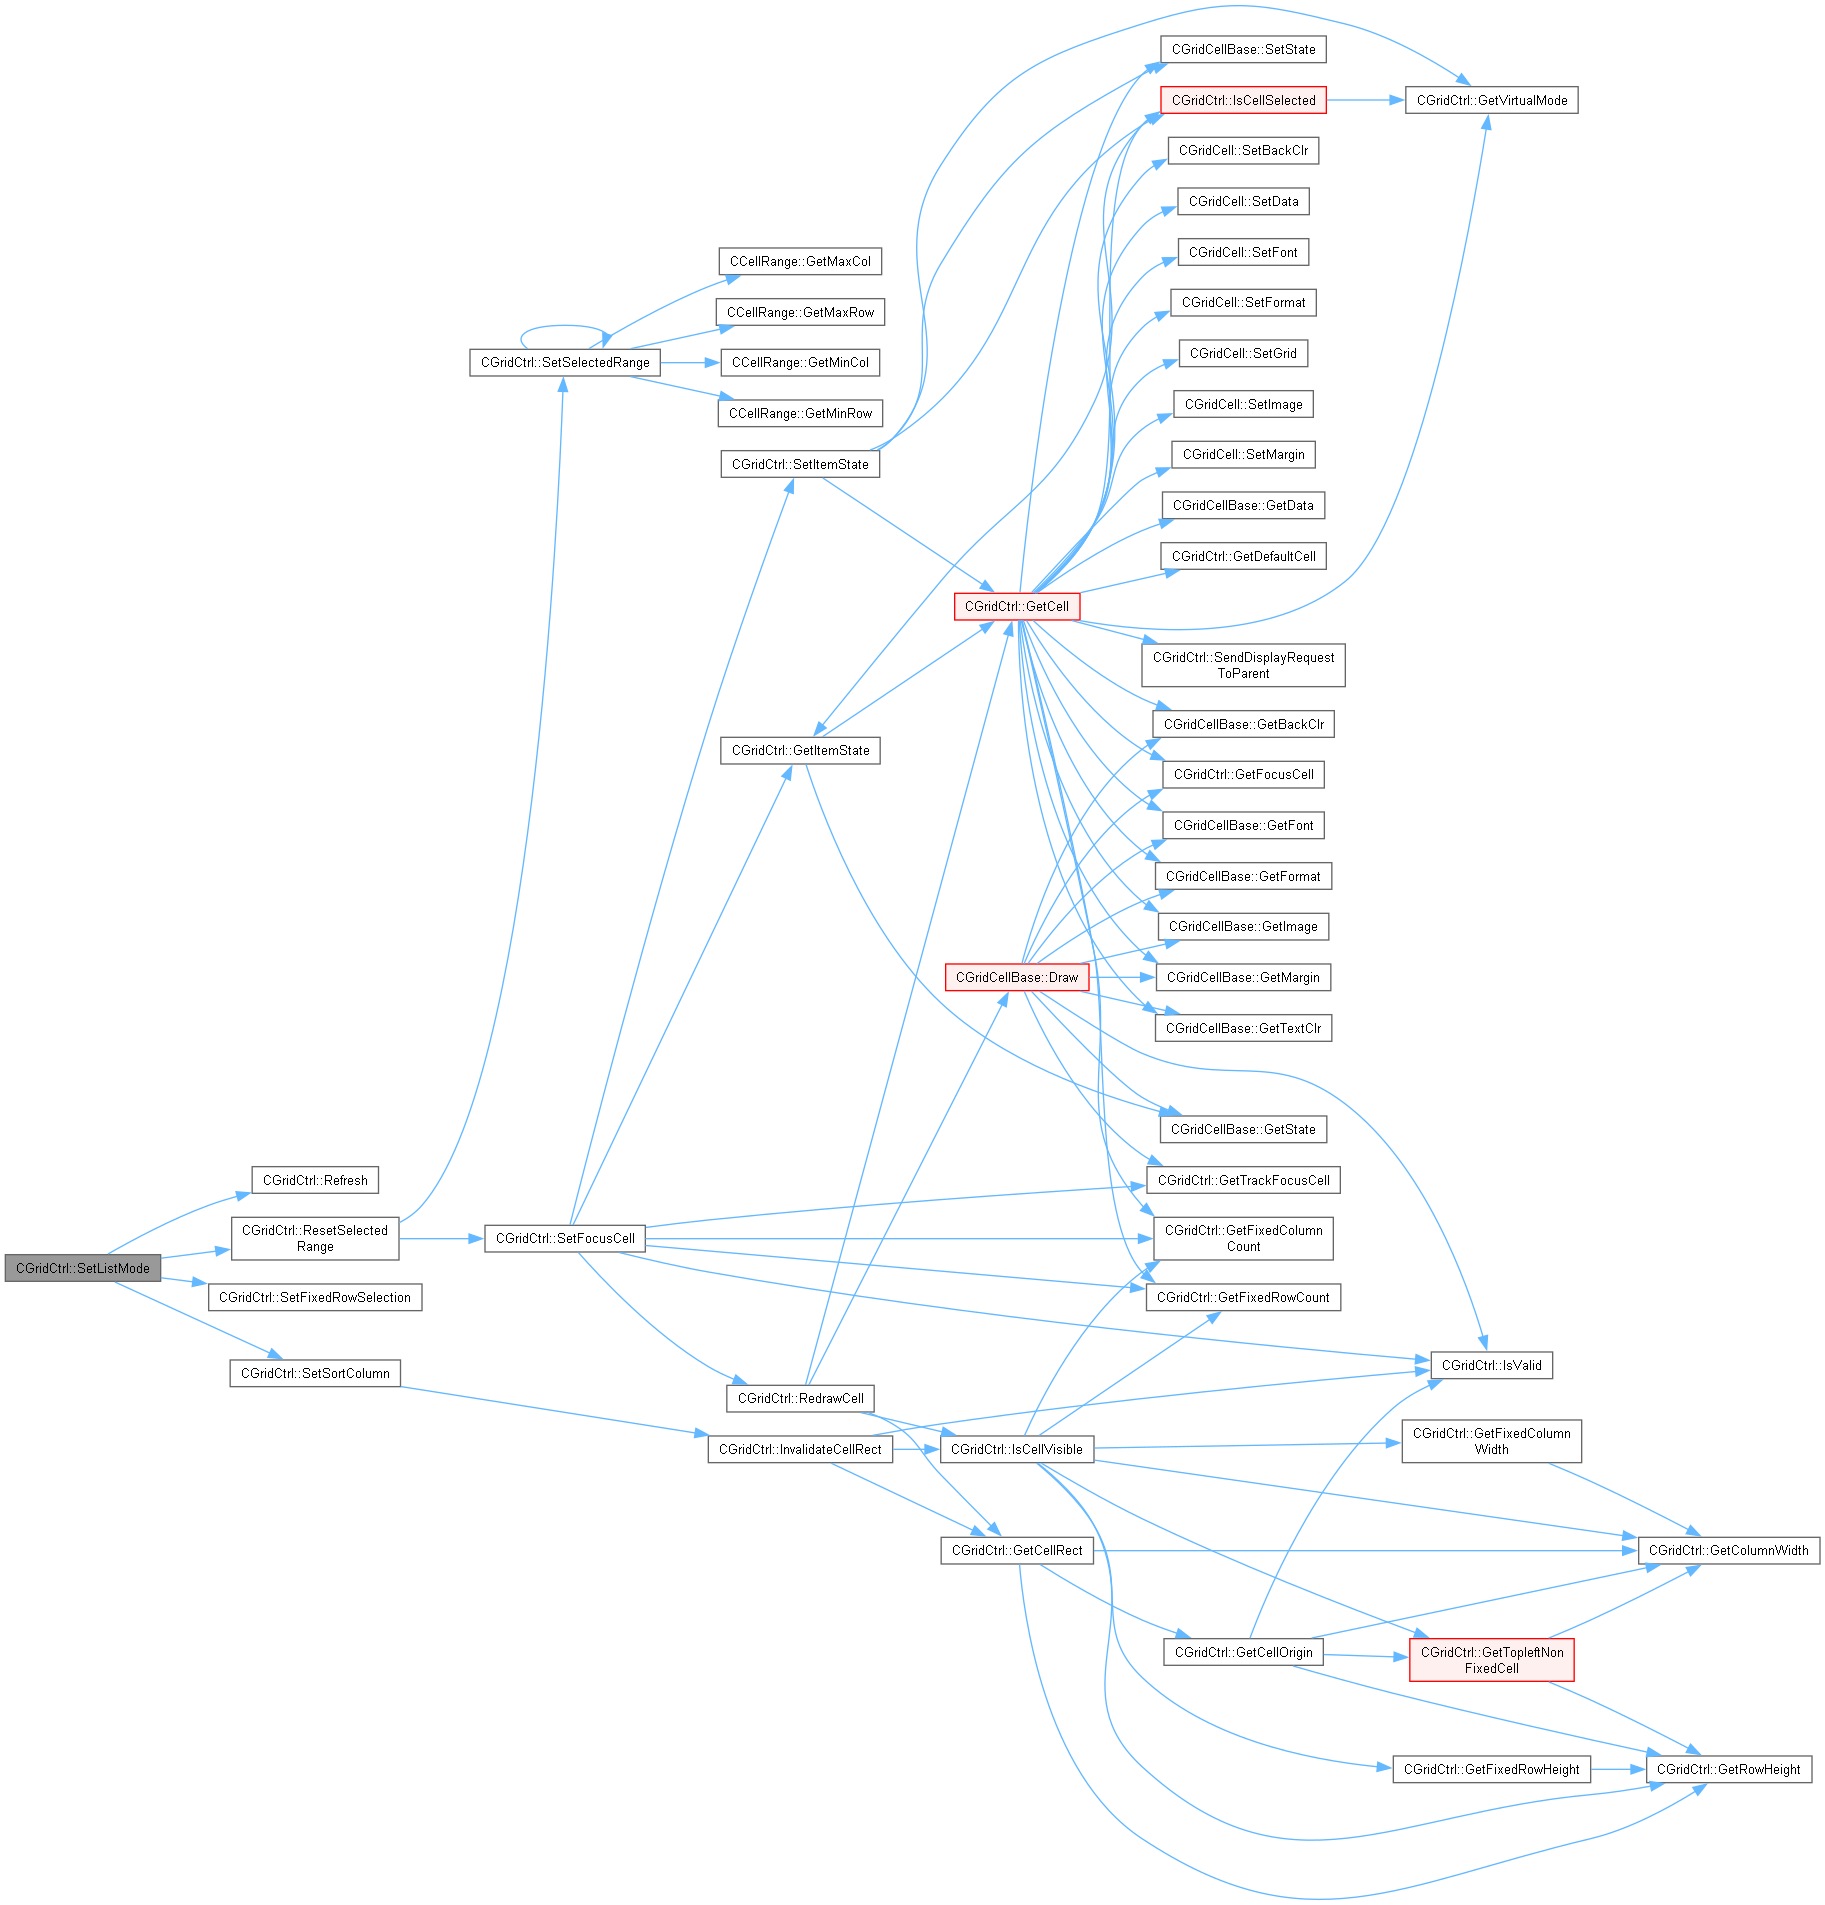 CGridCtrl::SetListMode
CGridCtrl::Refresh
CGridCtrl::ResetSelected
Range
CGridCtrl::SetFixedRowSelection
CGridCtrl::SetSortColumn
CGridCtrl::SetSelectedRange
CGridCtrl::SetFocusCell
CCellRange::GetMaxCol
CCellRange::GetMaxRow
CCellRange::GetMinCol
CCellRange::GetMinRow
CGridCtrl::SetItemState
CGridCtrl::GetItemState
CGridCtrl::RedrawCell
CGridCtrl::InvalidateCellRect
CGridCtrl::GetCell
CGridCellBase::Draw
CGridCtrl::IsCellVisible
CGridCtrl::GetCellRect
CGridCellBase::SetState
CGridCtrl::IsCellSelected
CGridCell::SetBackClr
CGridCell::SetData
CGridCell::SetFont
CGridCell::SetFormat
CGridCell::SetGrid
CGridCell::SetImage
CGridCell::SetMargin
CGridCellBase::GetData
CGridCtrl::GetDefaultCell
CGridCtrl::SendDisplayRequest
ToParent
CGridCellBase::GetBackClr
CGridCtrl::GetFocusCell
CGridCellBase::GetFont
CGridCellBase::GetFormat
CGridCellBase::GetImage
CGridCellBase::GetMargin
CGridCellBase::GetTextClr
CGridCellBase::GetState
CGridCtrl::GetTrackFocusCell
CGridCtrl::GetFixedColumn
Count
CGridCtrl::GetFixedRowCount
CGridCtrl::GetCellOrigin
CGridCtrl::GetVirtualMode
CGridCtrl::IsValid
CGridCtrl::GetFixedColumn
Width
CGridCtrl::GetTopleftNon
FixedCell
CGridCtrl::GetFixedRowHeight
CGridCtrl::GetColumnWidth
CGridCtrl::GetRowHeight